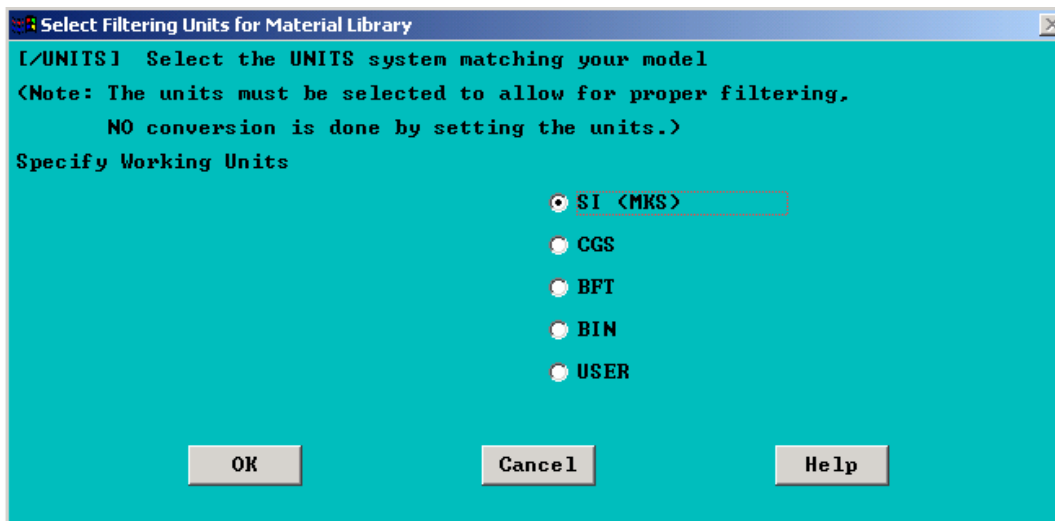 Select Filtering Units for Material Library
[/UNITS] Select the UNITS system matching your model
(Note: The units must be selected to allow for proper filtering,
NO conversion is done by setting the units.)
Specify Working Units
SI (MKS)
CGS
BFT
BIN
USER
OK Cancel Help